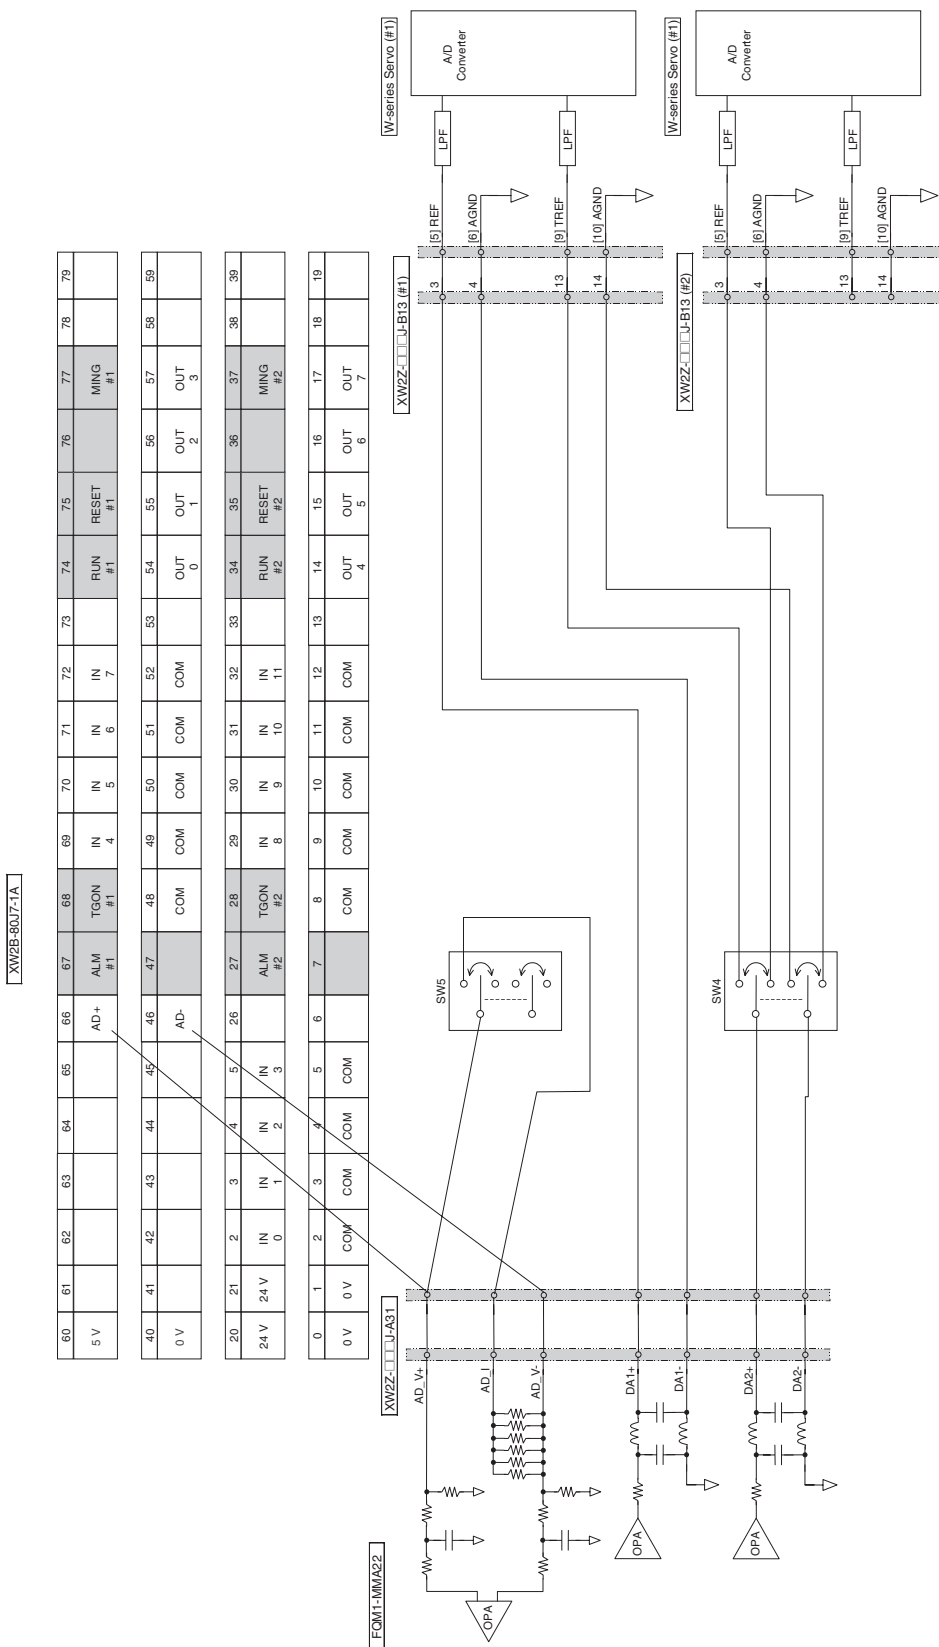 XW2B-80J7-1A
60 61 62 63 64 65 66 67 68 69 70 71 72 73 74 75 76 77 78 79
5 V AD+ ALM #1 TGON #1 IN 4 IN 5 IN 6 IN 7 RUN #1 RESET #1 MING #1
40 41 42 43 44 45 46 47 48 49 50 51 52 53 54 55 56 57 58 59
0 V AD- COM COM COM COM COM OUT 0 OUT 1 OUT 2 OUT 3
20 21 2 3 4 5 26 27 28 29 30 31 32 33 34 35 36 37 38 39
24 V 24 V IN 0 IN 1 IN 2 IN 3 ALM #2 TGON #2 IN 8 IN 9 IN 10 IN 11 RUN #2 RESET #2 MING #2
0 1 2 3 4 5 6 7 8 9 10 11 12 13 14 15 16 17 18 19
0 V 0 V COM COM COM COM COM COM COM COM COM OUT 4 OUT 5 OUT 6 OUT 7
FQM1-MMA22
XW2Z-□□□J-A31
AD_V+
AD_I
AD_V-
OPA
DA1+
DA1-
OPA
DA2+
DA2-
OPA
SW5
SW4
XW2Z-□□□J-B13 (#1)
3 [5] REF
4 [6] AGND
13 [9] TREF
14 [10] AGND
LPF
LPF
W-series Servo (#1)
A/D
Converter
XW2Z-□□□J-B13 (#2)
3 [5] REF
4 [6] AGND
13 [9] TREF
14 [10] AGND
LPF
LPF
W-series Servo (#1)
A/D
Converter